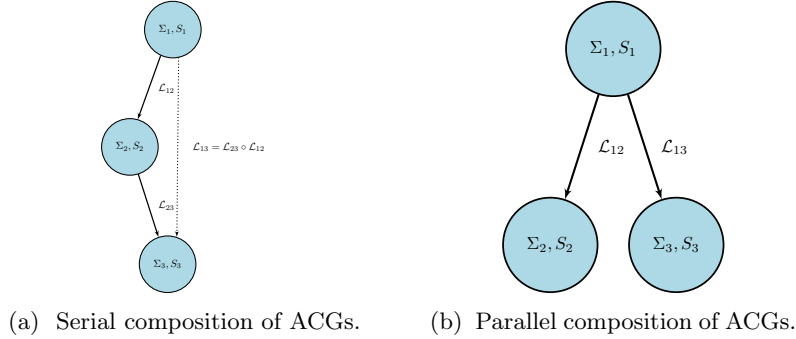 Σ₁, S₁
ℒ₁₂
Σ₂, S₂
ℒ₁₃ = ℒ₂₃ ∘ ℒ₁₂
ℒ₂₃
Σ₃, S₃
(a) Serial composition of ACGs.
Σ₁, S₁
ℒ₁₂
ℒ₁₃
Σ₂, S₂
Σ₃, S₃
(b) Parallel composition of ACGs.